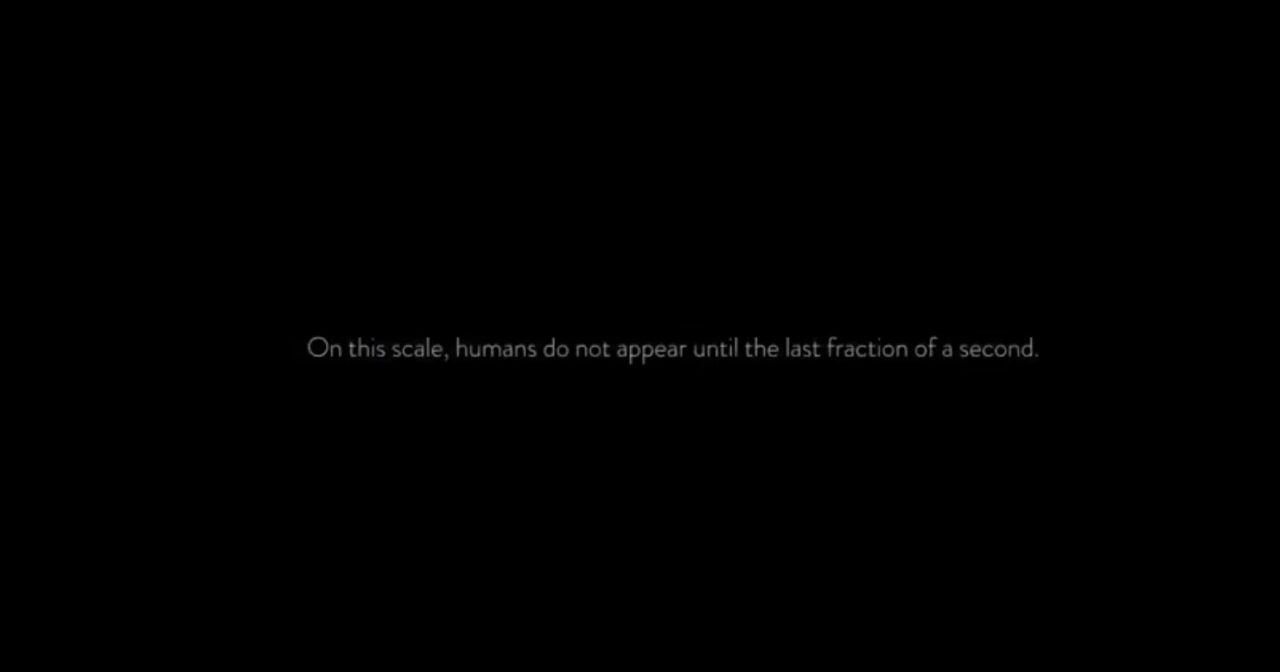 On this scale, humans do not appear until the last fraction of a second.